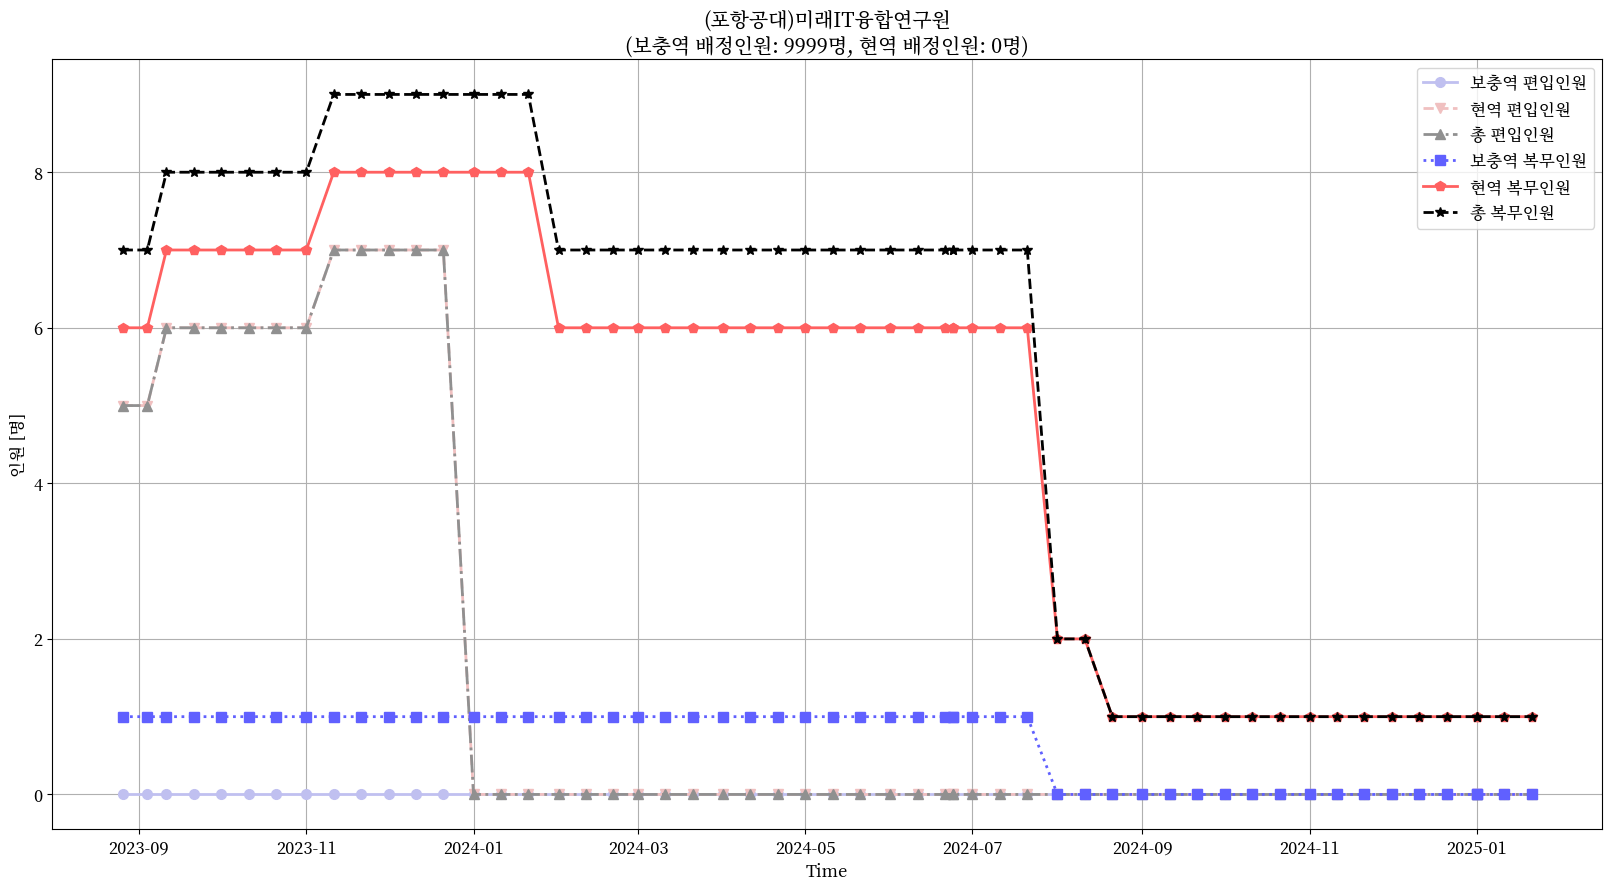 (포항공대)미래IT융합연구원
(보충역 배정인원: 9999명, 현역 배정인원: 0명)
보충역 편입인원
현역 편입인원
총 편입인원
보충역 복무인원
현역 복무인원
총 복무인원
인원 [명]
8
6
4
2
0
2023-09
2023-11
2024-01
2024-03
2024-05
2024-07
2024-09
2024-11
2025-01
Time